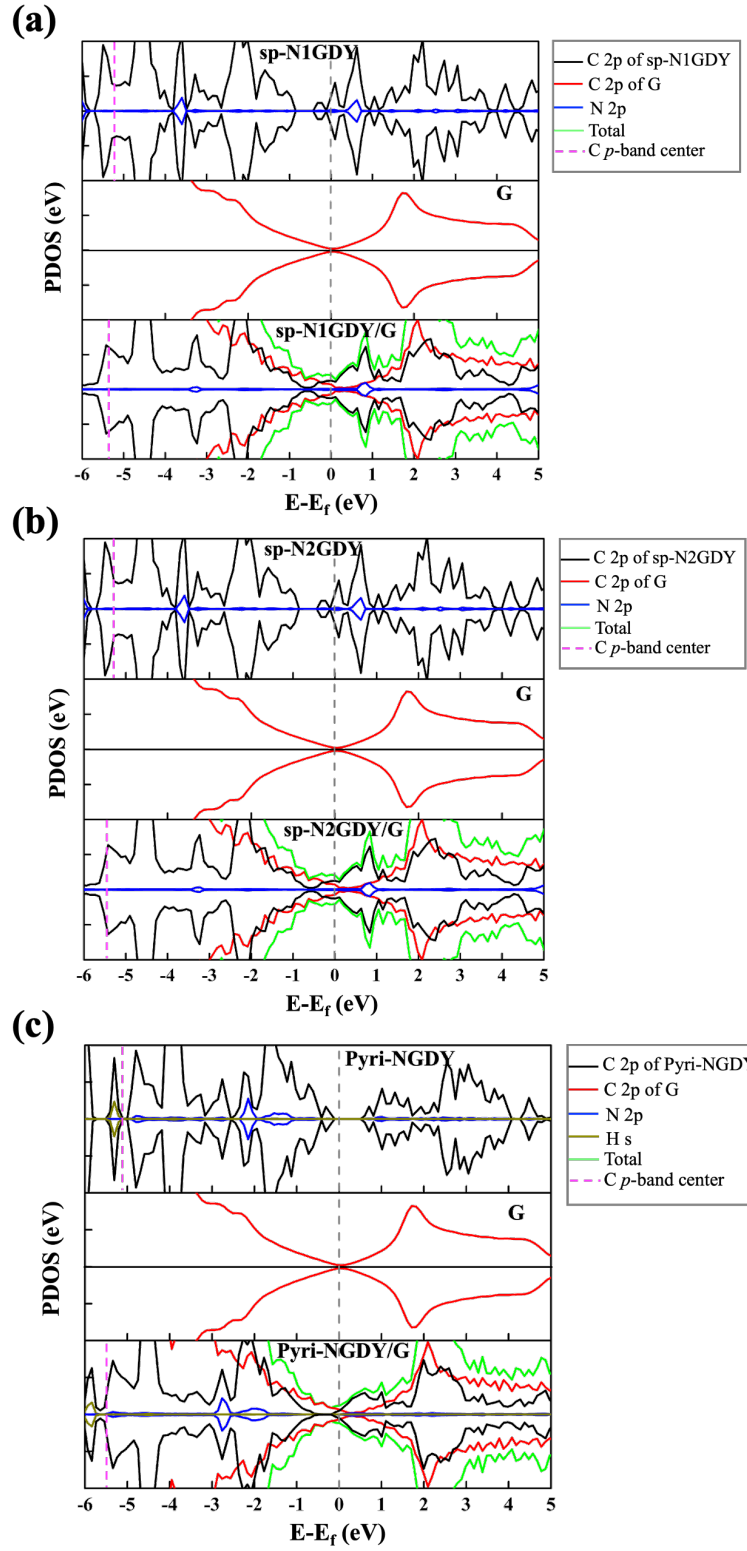 (a)
sp-N1GDY
C 2p of sp-N1GDY
C 2p of G
N 2p
Total
C p-band center
G
PDOS (eV)
sp-N1GDY/G
-6 -5 -4 -3 -2 -1 0 1 2 3 4 5
E-Ef (eV)
(b)
sp-N2GDY
C 2p of sp-N2GDY
C 2p of G
N 2p
Total
C p-band center
G
PDOS (eV)
sp-N2GDY/G
-6 -5 -4 -3 -2 -1 0 1 2 3 4 5
E-Ef (eV)
(c)
Pyri-NGDY
C 2p of Pyri-NGDY
C 2p of G
N 2p
H s
Total
C p-band center
G
PDOS (eV)
Pyri-NGDY/G
-6 -5 -4 -3 -2 -1 0 1 2 3 4 5
E-Ef (eV)